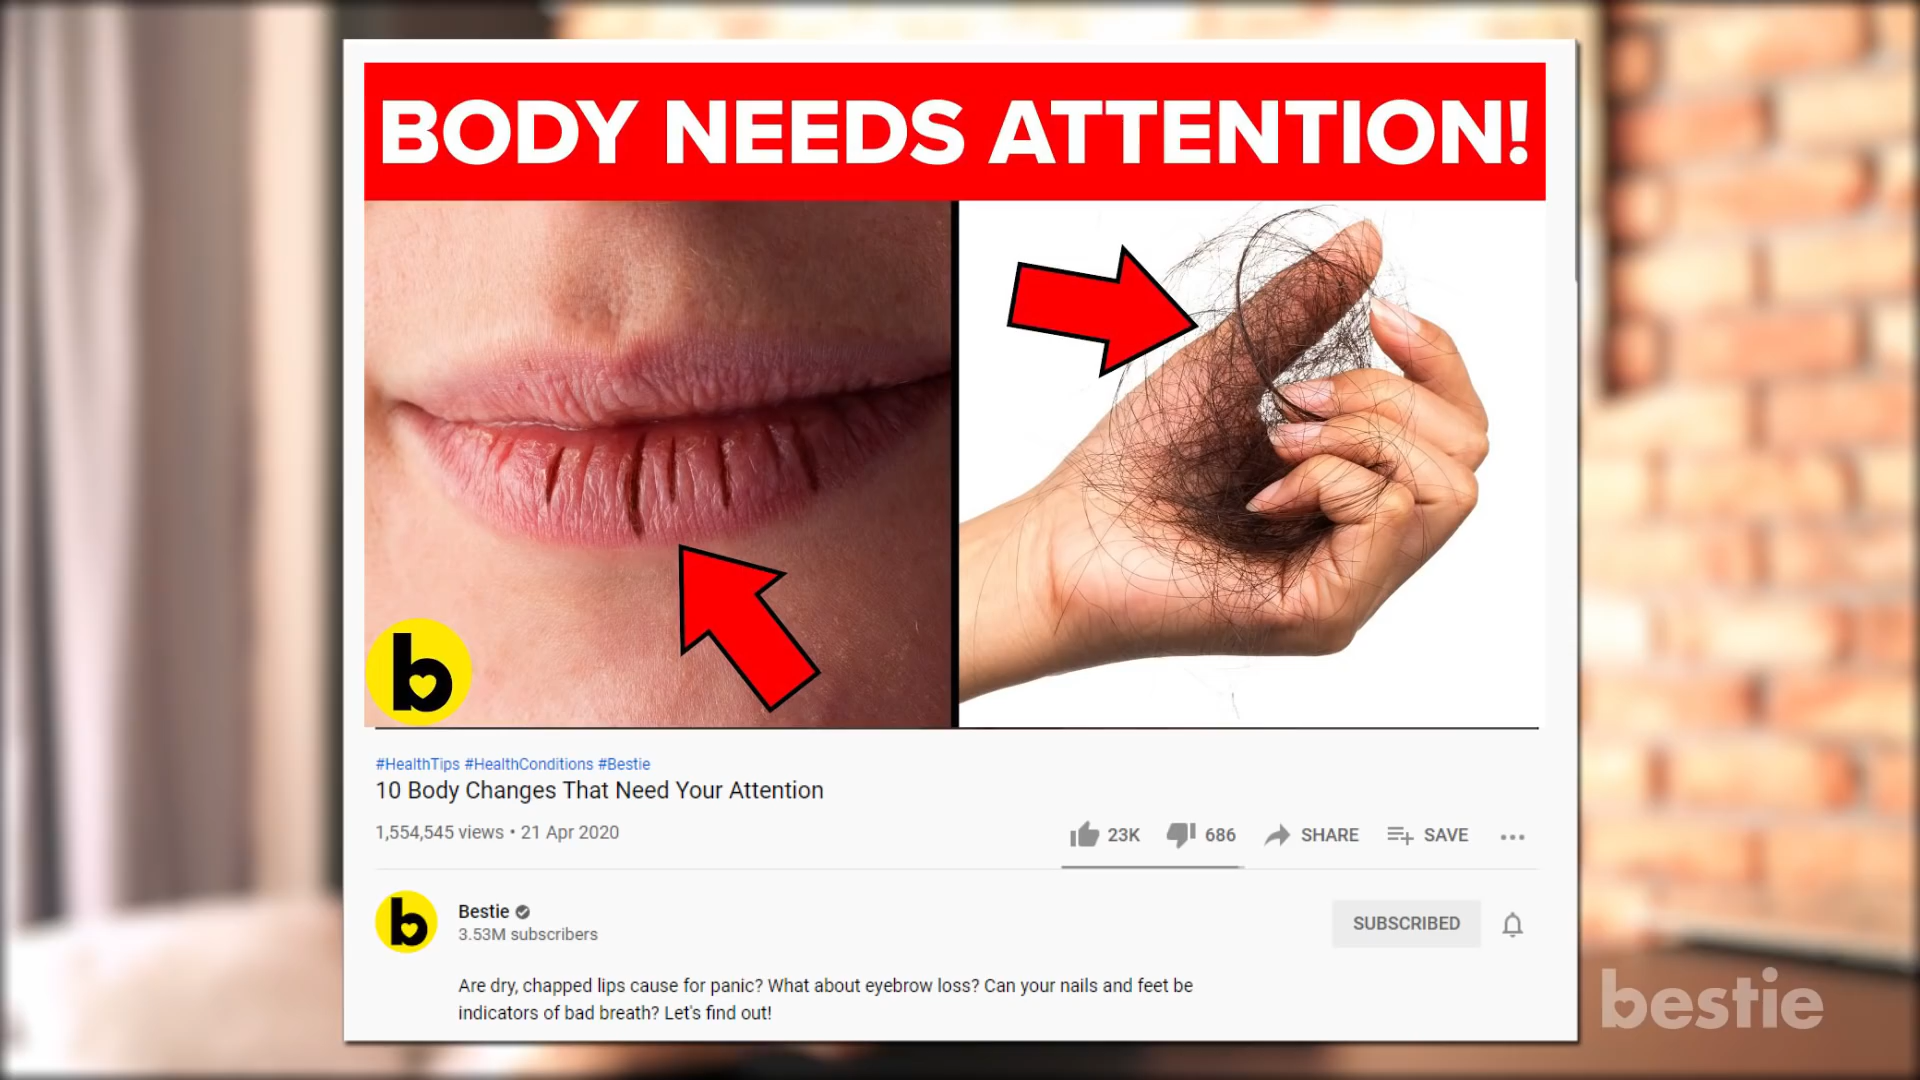 BODY NEEDS ATTENTION!
b
#HealthTips #HealthConditions #Bestie
10 Body Changes That Need Your Attention
1,554,545 views • 21 Apr 2020
23K 686 SHARE SAVE
b
Bestie
3.53M subscribers
SUBSCRIBED
Are dry, chapped lips cause for panic? What about eyebrow loss? Can your nails and feet be
indicators of bad breath? Let's find out!
bestie